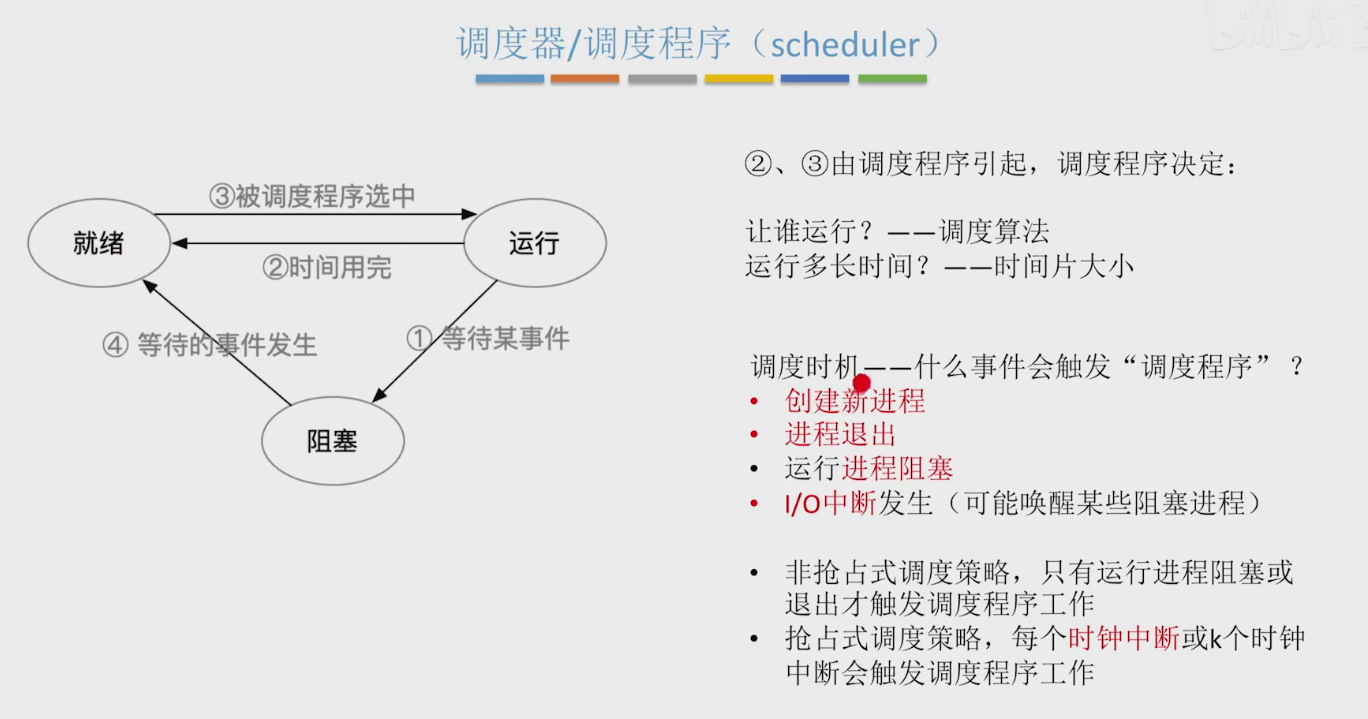 调度器/调度程序（scheduler）
③被调度程序选中
就绪
运行
②时间用完
④ 等待的事件发生
① 等待某事件
阻塞
②、③由调度程序引起，调度程序决定：
让谁运行？——调度算法
运行多长时间？——时间片大小
调度时机——什么事件会触发“调度程序”？
• 创建新进程
• 进程退出
• 运行进程阻塞
• I/O中断发生（可能唤醒某些阻塞进程）
• 非抢占式调度策略，只有运行进程阻塞或
退出才触发调度程序工作
• 抢占式调度策略，每个时钟中断或k个时钟
中断会触发调度程序工作